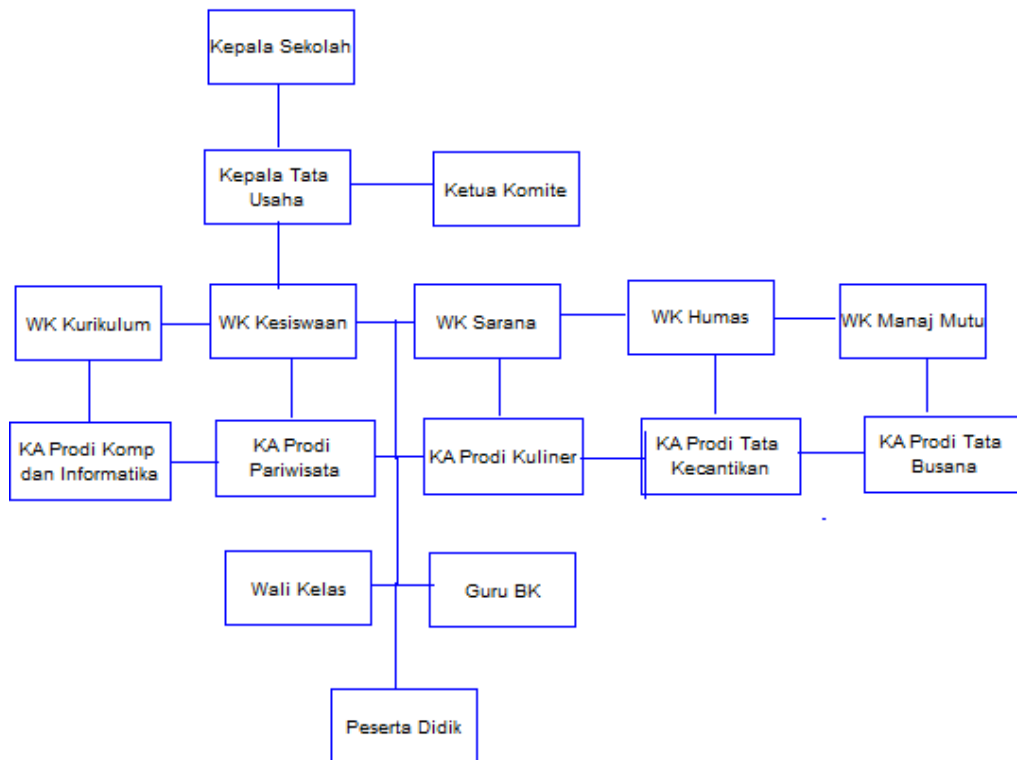 Kepala Sekolah
Kepala Tata
Usaha
Ketua Komite
WK Kurikulum
WK Kesiswaan
WK Sarana
WK Humas
WK Manaj Mutu
KA Prodi Komp
dan Informatika
KA Prodi
Pariwisata
KA Prodi Kuliner
KA Prodi Tata
Kecantikan
KA Prodi Tata
Busana
Wali Kelas
Guru BK
Peserta Didik